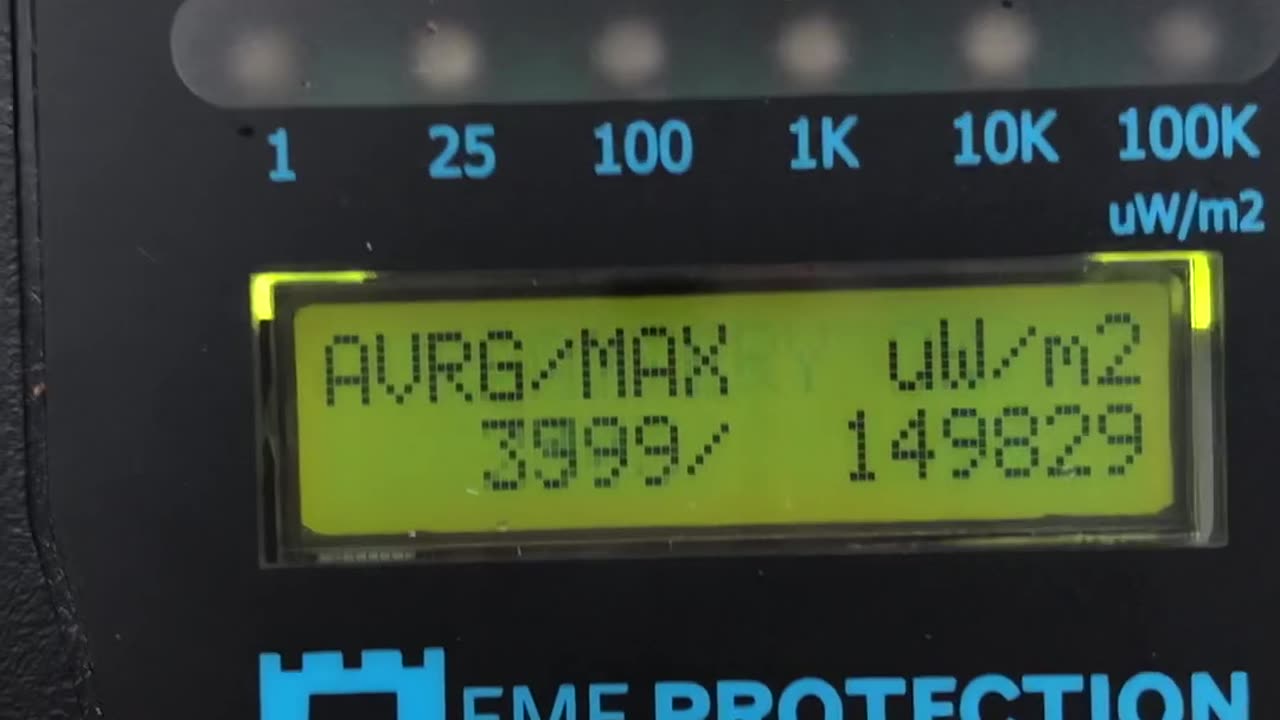 1 25 100 1K 10K 100K
uW/m2
AVRG/MAX uW/m2
3999/ 149829
EMF PROTECTION